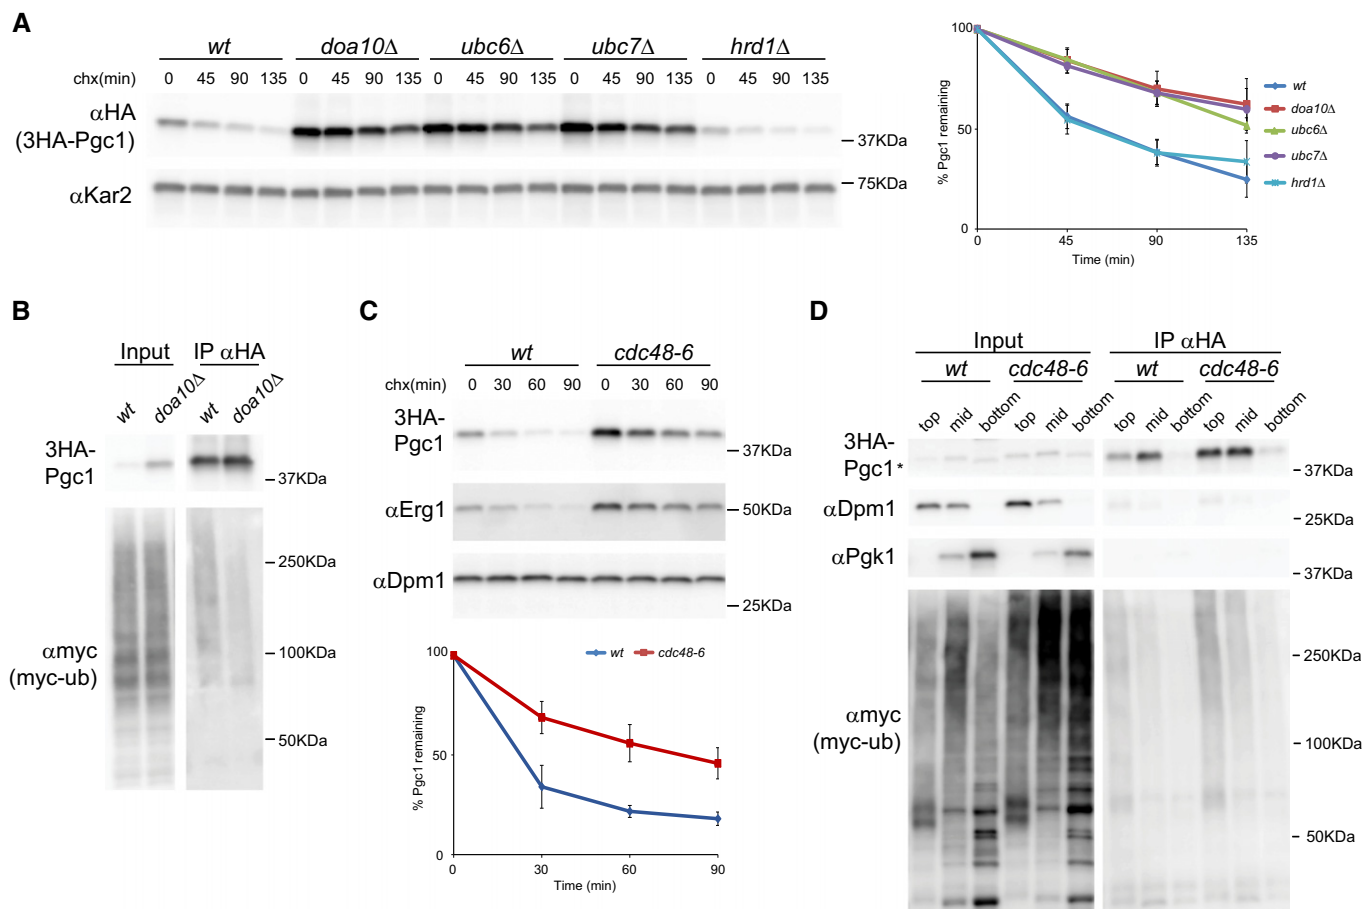 A
wt doa10Δ ubc6Δ ubc7Δ hrd1Δ
chx(min) 0 45 90 135 0 45 90 135 0 45 90 135 0 45 90 135 0 45 90 135
αHA
(3HA-Pgc1)
37KDa
αKar2
75KDa
100
50
0
% Pgc1 remaining
0 45 90 135
Time (min)
wt
doa10Δ
ubc6Δ
ubc7Δ
hrd1Δ
B
Input IP αHA
wt doa10Δ wt doa10Δ
3HA-
Pgc1
37KDa
250KDa
αmyc
(myc-ub)
100KDa
50KDa
C
wt cdc48-6
chx(min) 0 30 60 90 0 30 60 90
3HA-
Pgc1
37KDa
αErg1
50KDa
αDpm1
25KDa
wt cdc48-6
100
50
0
% Pgc1 remaining
0 30 60 90
Time (min)
D
Input IP αHA
wt cdc48-6 wt cdc48-6
top mid bottom top mid bottom top mid bottom top mid bottom
3HA-
Pgc1*
37KDa
αDpm1
25KDa
αPgk1
37KDa
250KDa
αmyc
(myc-ub)
100KDa
50KDa